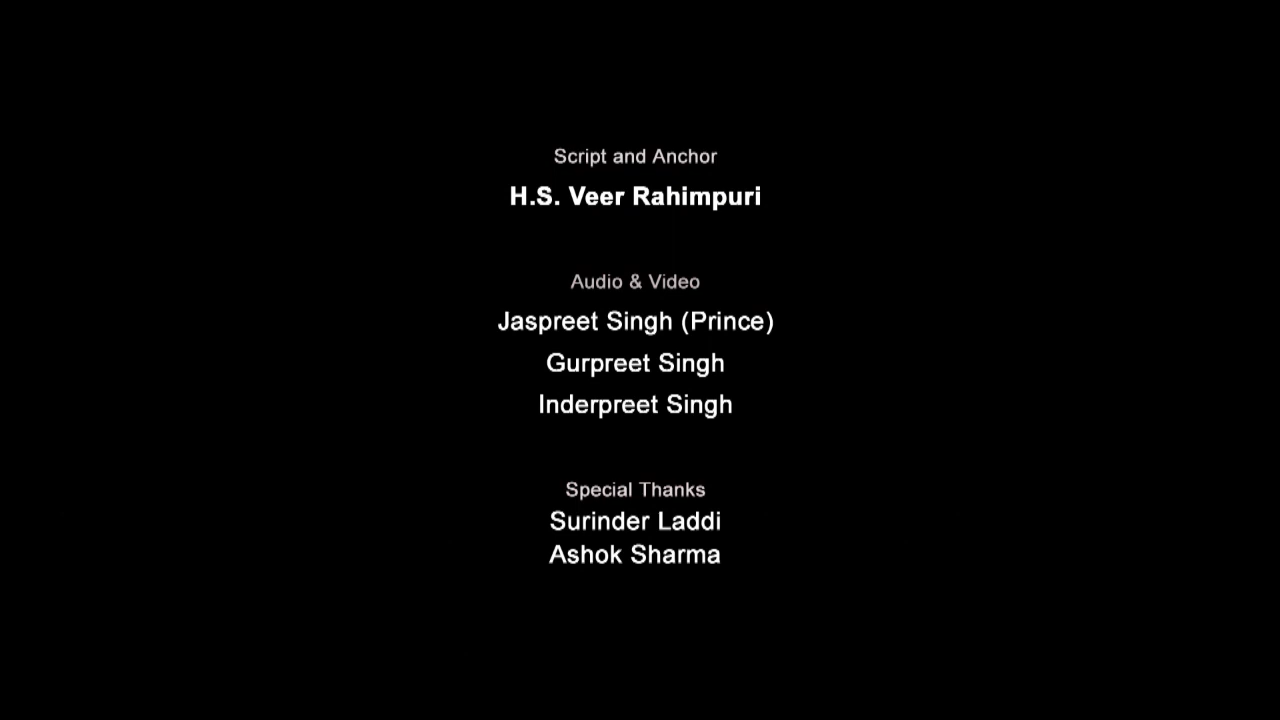 Script and Anchor
H.S. Veer Rahimpuri
Audio & Video
Jaspreet Singh (Prince)
Gurpreet Singh
Inderpreet Singh
Special Thanks
Surinder Laddi
Ashok Sharma